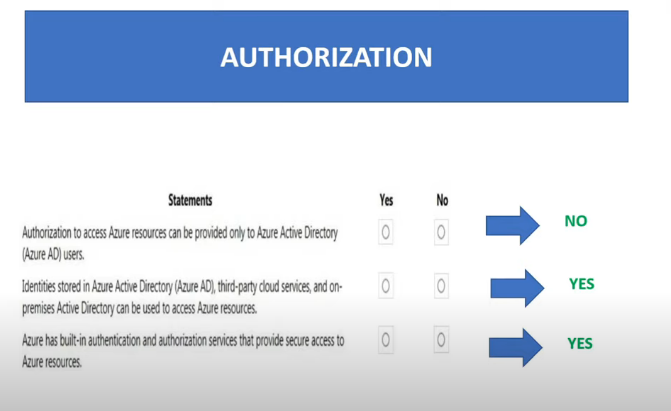 AUTHORIZATION
Statements Yes No
Authorization to access Azure resources can be provided only to Azure Active Directory
(Azure AD) users.
NO
Identities stored in Azure Active Directory (Azure AD), third-party cloud services, and on-
premises Active Directory can be used to access Azure resources.
YES
Azure has built-in authentication and authorization services that provide secure access to
Azure resources.
YES